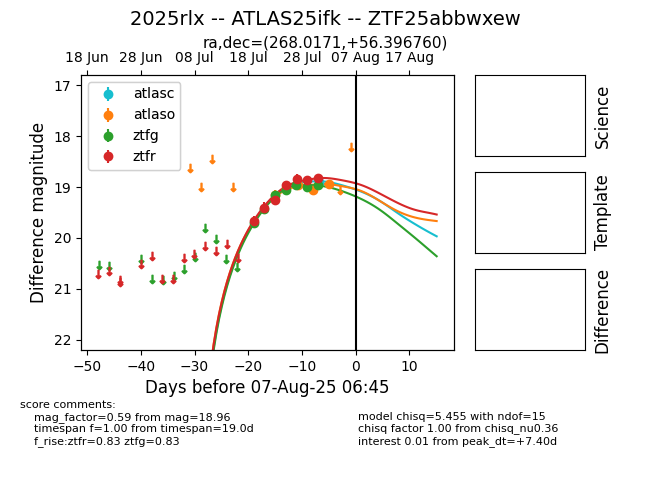 2025rlx -- ATLAS25ifk -- ZTF25abbwxew
ra,dec=(268.0171,+56.396760)
18 Jun 28 Jun 08 Jul 18 Jul 28 Jul 07 Aug 17 Aug
17
18
19
20
21
22
Difference magnitude
atlasc
atlaso
ztfg
ztfr
−50 −40 −30 −20 −10 0 10
Days before 07-Aug-25 06:45
Science
Template
Difference
score comments:
mag_factor=0.59 from mag=18.96
timespan f=1.00 from timespan=19.0d
f_rise:ztfr=0.83 ztfg=0.83
model chisq=5.455 with ndof=15
chisq factor 1.00 from chisq_nu0.36
interest 0.01 from peak_dt=+7.40d